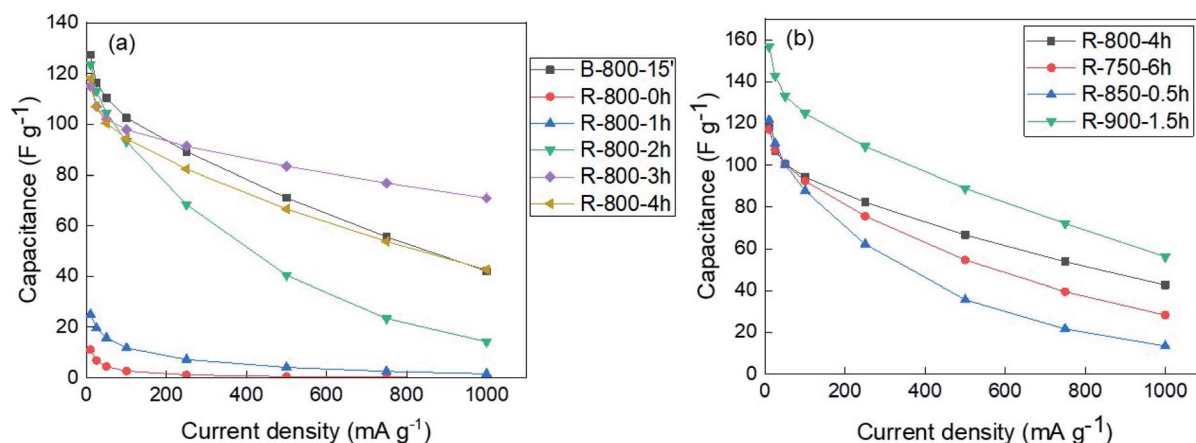 (a)
Capacitance (F g⁻¹)
140
120
100
80
60
40
20
0
0 200 400 600 800 1000
Current density (mA g⁻¹)
B-800-15'
R-800-0h
R-800-1h
R-800-2h
R-800-3h
R-800-4h
(b)
Capacitance (F g⁻¹)
160
140
120
100
80
60
40
20
0
0 200 400 600 800 1000
Current density (mA g⁻¹)
R-800-4h
R-750-6h
R-850-0.5h
R-900-1.5h